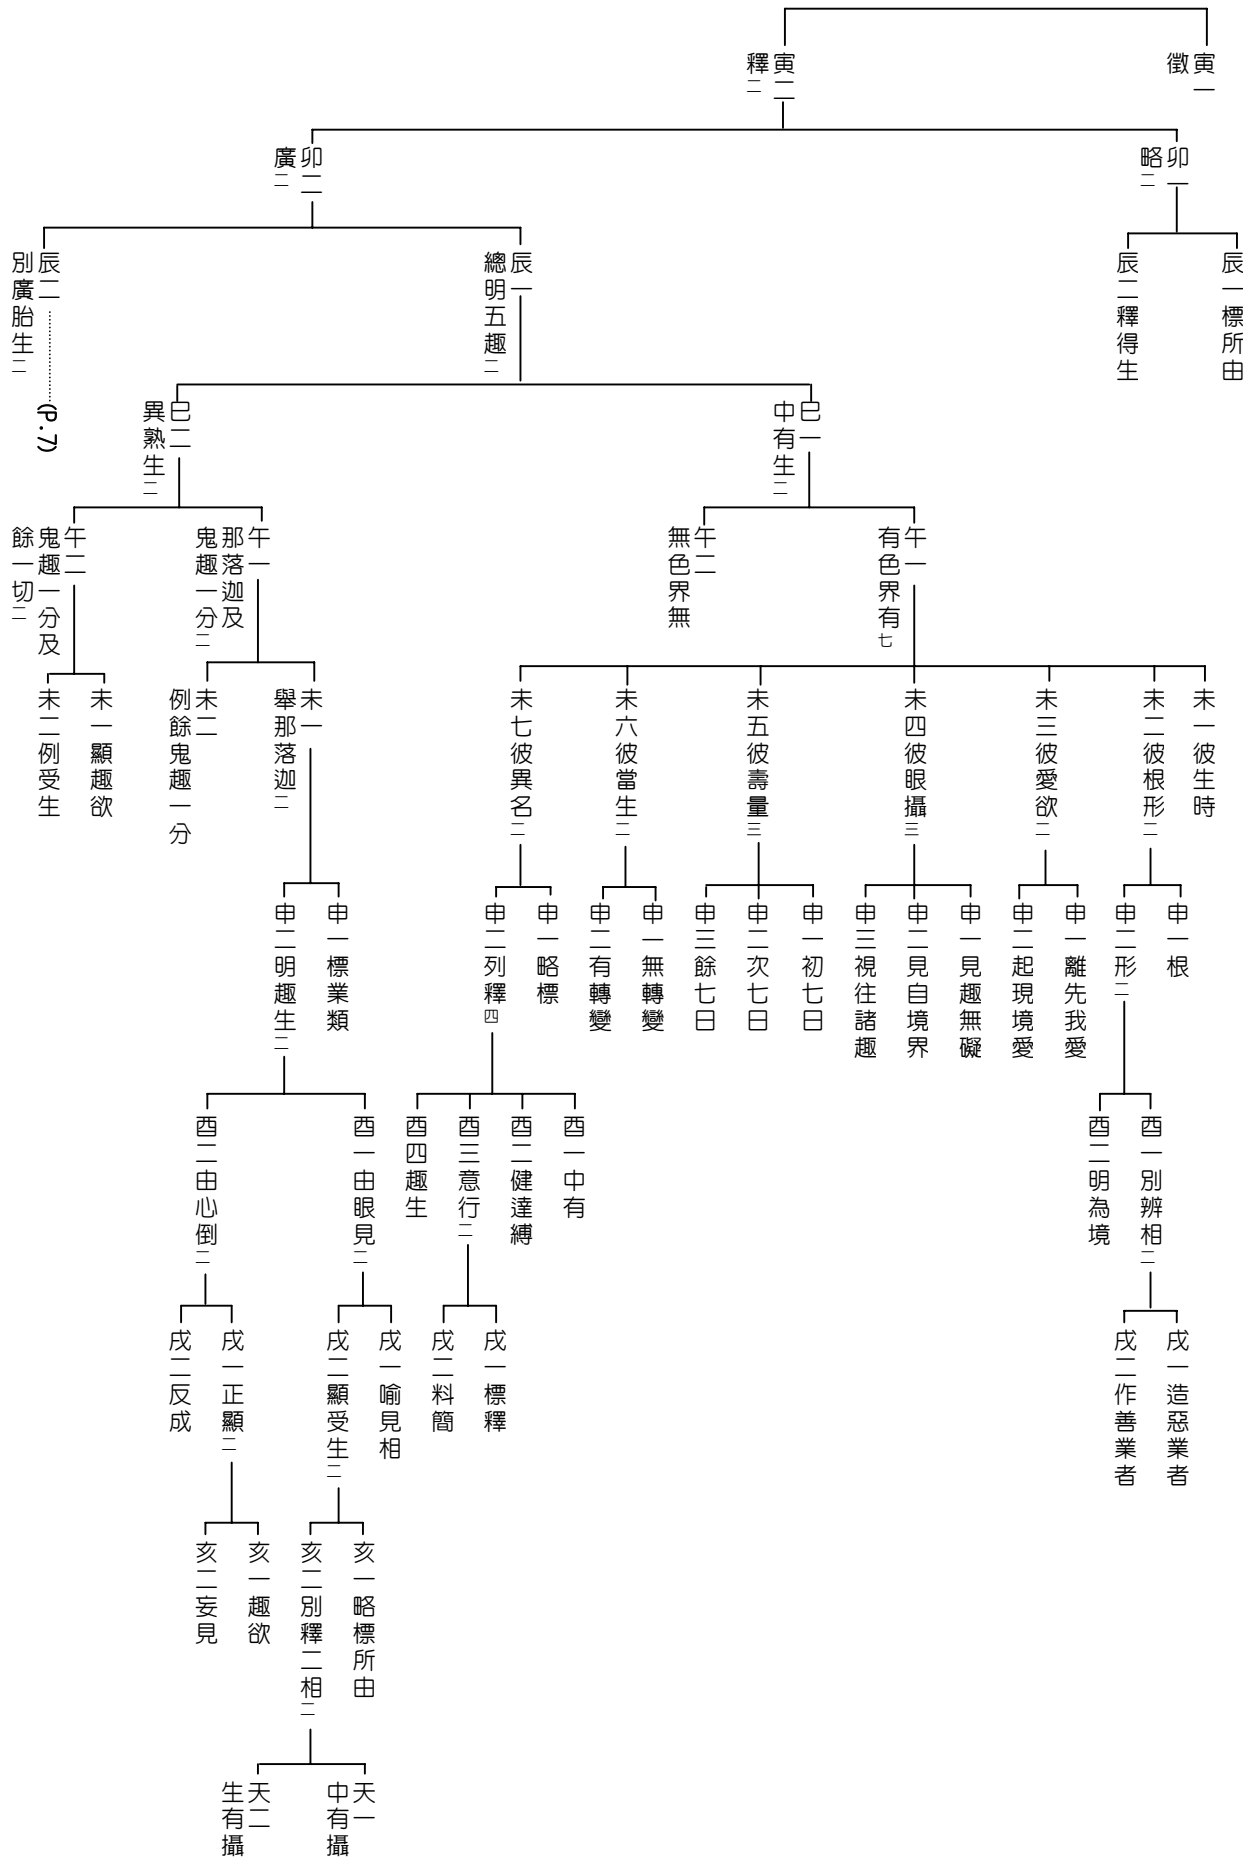 寅一
徵
寅二
釋二
卯一
略二
卯二
廣二
辰一標所由
辰二釋得生
辰一
總明五趣二
辰二…………(P.7)
別廣胎生二
巳一
中有生二
巳二
異熟生二
午一
有色界有七
午二
無色界無
午一
那落迦及
鬼趣一分二
午二
鬼趣一分及
餘一切二
未一彼生時
未二彼根形二
未三彼愛欲二
未四彼眼攝三
未五彼壽量三
未六彼當生二
未七彼異名二
未一
舉那落迦二
未二
例餘鬼趣一分
未一顯趣欲
未二例受生
申一根
申二形二
申一離先我愛
申二起現境愛
申一見趣無礙
申二見自境界
申三視往諸趣
申一初七日
申二次七日
申三餘七日
申一無轉變
申二有轉變
申一略標
申二列釋四
申一標業類
申二明趣生二
酉一別辨相二
酉二明為境
酉一中有
酉二健達縛
酉三意行二
酉四趣生
酉一由眼見二
酉二由心倒二
戌一造惡業者
戌二作善業者
戌一標釋
戌二料簡
戌一喻見相
戌二顯受生二
戌一正顯二
戌二反成
亥一略標所由
亥二別釋二相二
亥一趣欲
亥二妄見
天一
中有攝
天二
生有攝